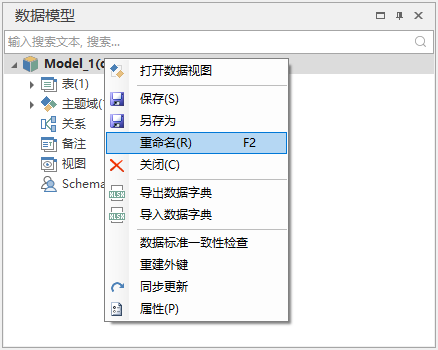 数据模型
输入搜索文本, 搜索...
Model_1(
打开数据视图
表(1)
保存(S)
主题域(
另存为
关系
重命名(R) F2
备注
关闭(C)
视图
Schema
导出数据字典
导入数据字典
数据标准一致性检查
重建外键
同步更新
属性(P)
XLSX
XLSX